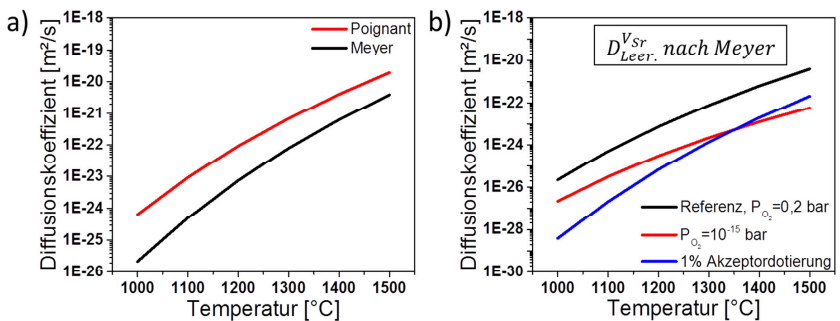 a)
Diffusionskoeffizient [m²/s]
1E-18
1E-19
1E-20
1E-21
1E-22
1E-23
1E-24
1E-25
1E-26
Poignant
Meyer
1000 1100 1200 1300 1400 1500
Temperatur [°C]
b)
Diffusionskoeffizient [m²/s]
1E-18
1E-20
1E-22
1E-24
1E-26
1E-28
1E-30
D_{Leer.}^{V_{Sr}} nach Meyer
Referenz, P_{O₂}=0,2 bar
P_{O₂}=10⁻¹⁵ bar
1% Akzeptordotierung
1000 1100 1200 1300 1400 1500
Temperatur [°C]